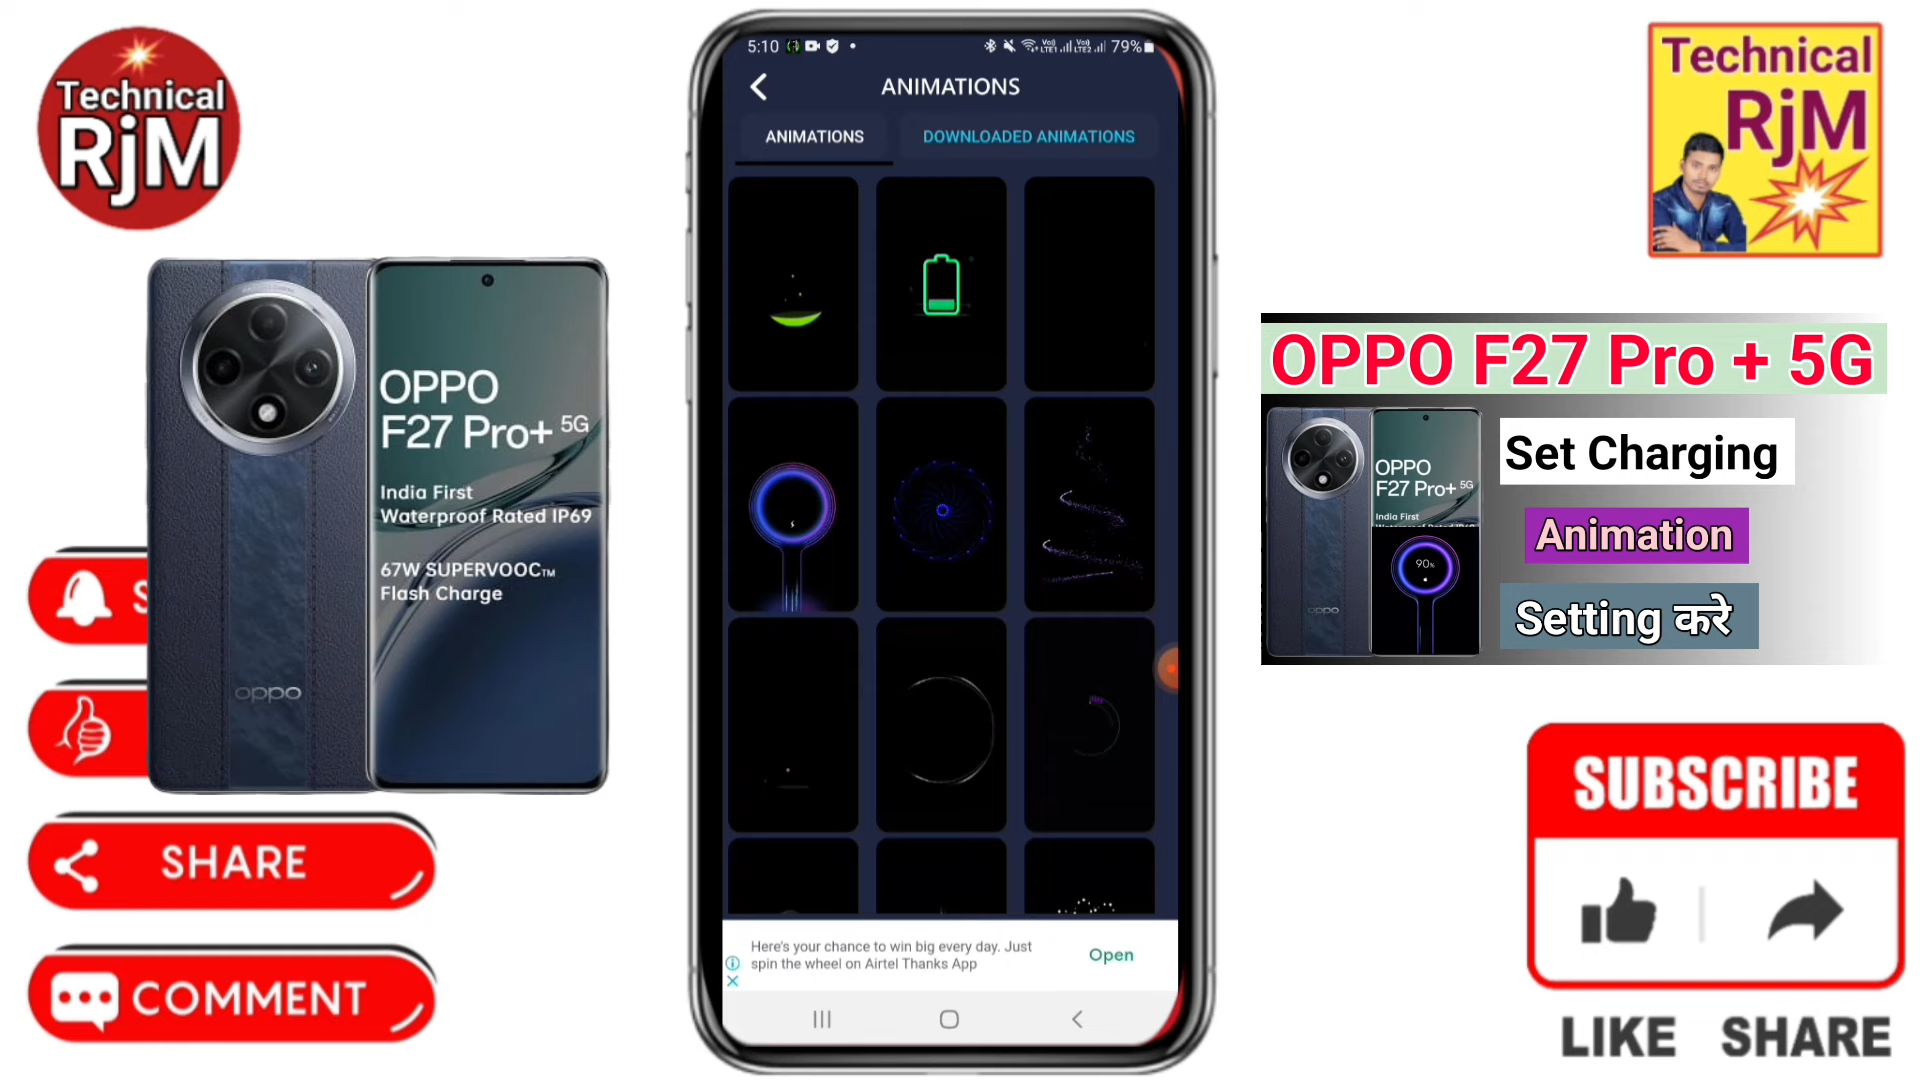 Technical
RjM
OPPO
F27 Pro+ 5G
India First
Waterproof Rated IP69
67W SUPERVOOC™
Flash Charge
oppo
S
SHARE
COMMENT
5:10
79%
ANIMATIONS
ANIMATIONS
DOWNLOADED ANIMATIONS
Here's your chance to win big every day. Just
spin the wheel on Airtel Thanks App
Open
Technical
RjM
OPPO F27 Pro + 5G
OPPO
F27 Pro+ 5G
India First
90%
oppo
Set Charging
Animation
Setting करे
SUBSCRIBE
LIKE SHARE